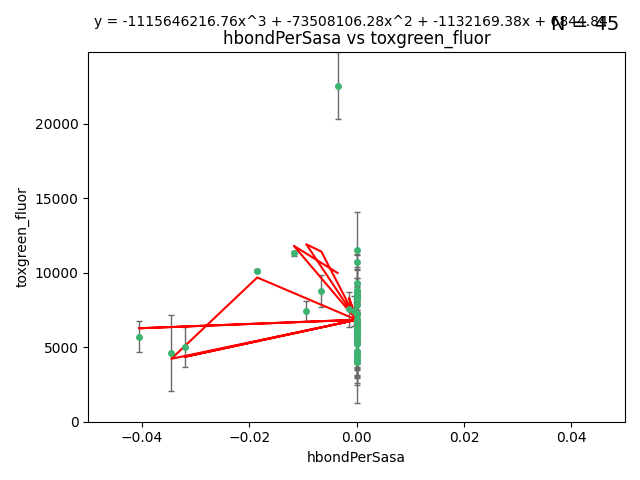 y = -1115646216.76x^3 + -73508106.28x^2 + -1132169.38x + 6844.84
N = 45
hbondPerSasa vs toxgreen_fluor
20000
15000
10000
5000
0
toxgreen_fluor
−0.04 −0.02 0.00 0.02 0.04
hbondPerSasa